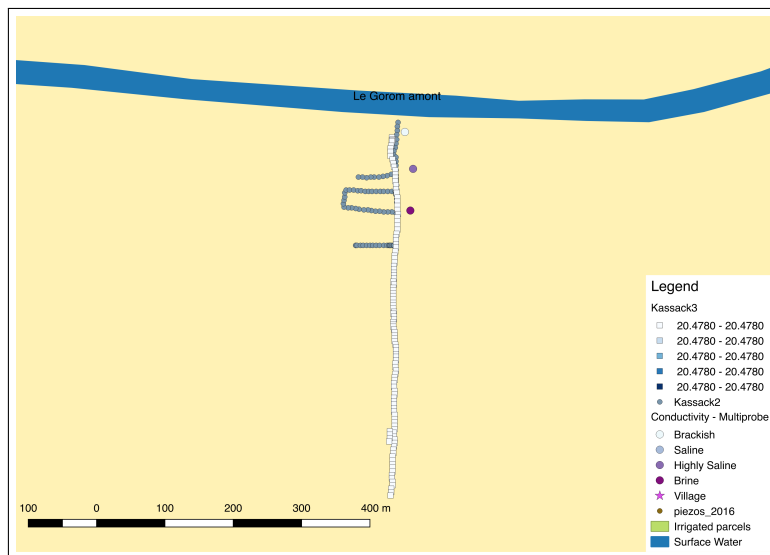 Le Gorom amont
Legend
Kassack3
20.4780 - 20.4780
20.4780 - 20.4780
20.4780 - 20.4780
20.4780 - 20.4780
20.4780 - 20.4780
Kassack2
Conductivity - Multiprobe
Brackish
Saline
Highly Saline
Brine
Village
piezos_2016
Irrigated parcels
Surface Water
100 0 100 200 300 400 m